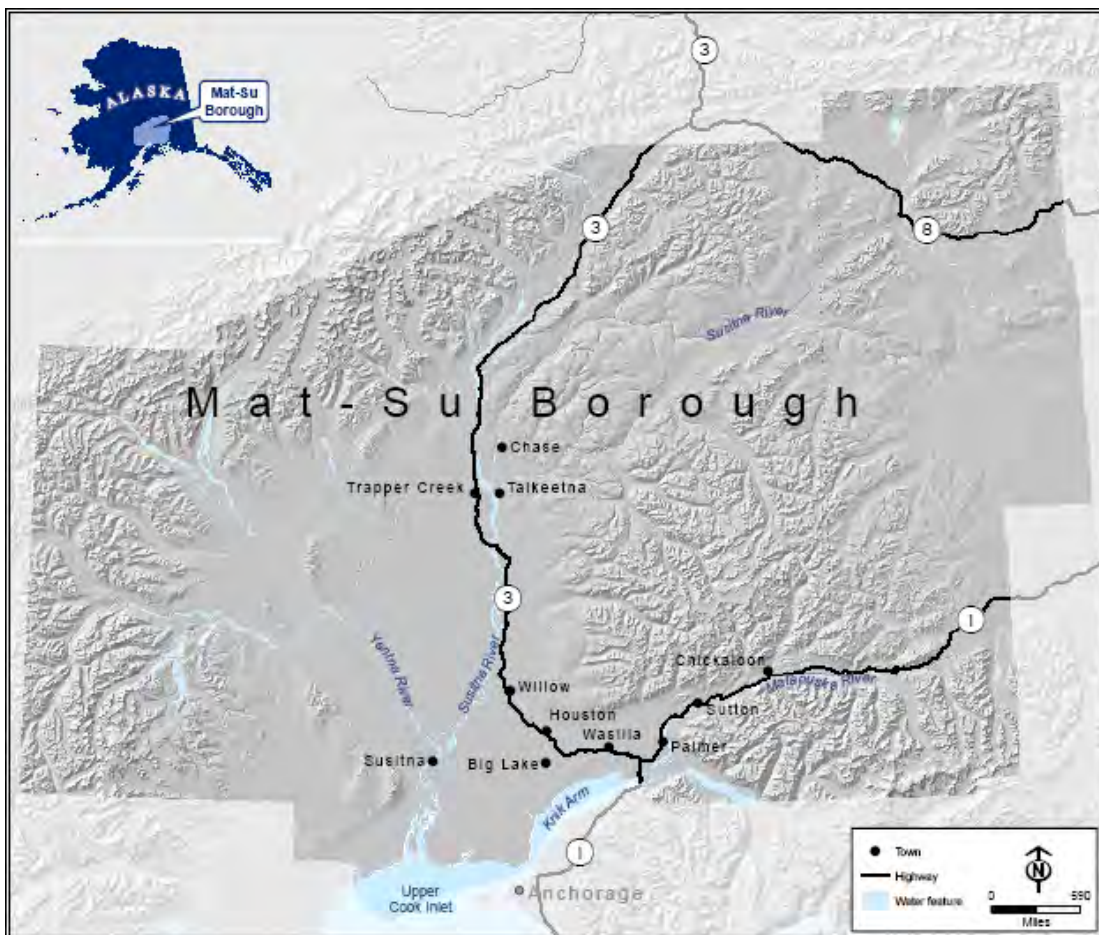 3
ALASKA
Mat-Su
Borough
3
8
Susitna River
Mat-Su Borough
Chase
Trapper Creek
Talkeetna
3
1
Yentna River
Susitna River
Chickaloon
Matanuska River
Willow
Sutton
Houston
Wasilla
Palmer
Susitna
Big Lake
Knik Arm
1
Upper
Cook Inlet
Anchorage
Town
Highway
Water feature
N
0 590
Miles